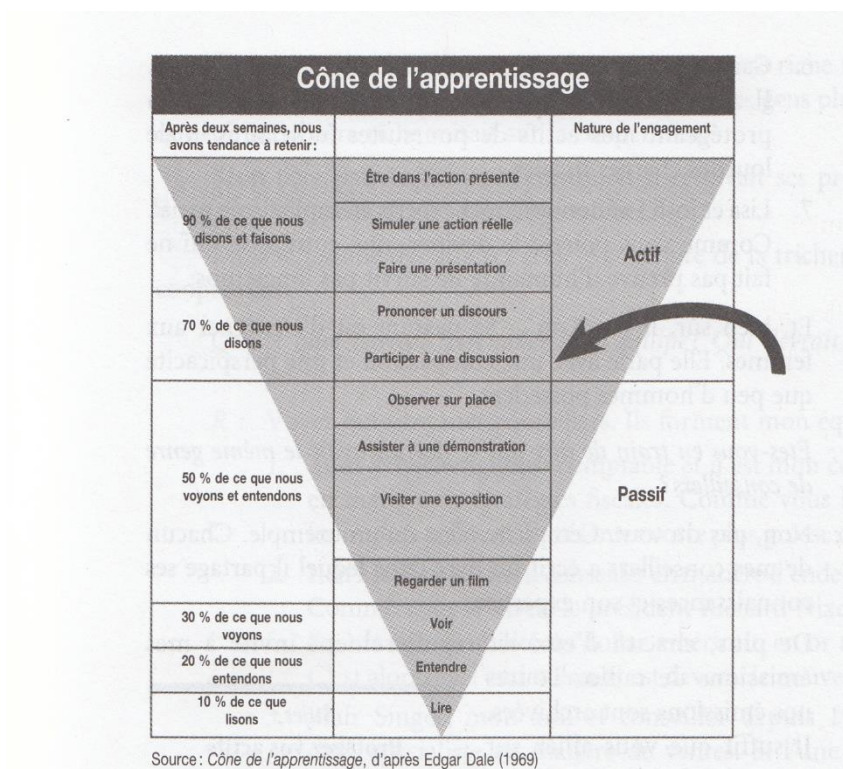 Cône de l'apprentissage
Après deux semaines, nous
avons tendance à retenir :
Nature de l'engagement
90 % de ce que nous
disons et faisons
Être dans l'action présente
Simuler une action réelle
Faire une présentation
Actif
70 % de ce que nous
disons
Prononcer un discours
Participer à une discussion
50 % de ce que nous
voyons et entendons
Observer sur place
Assister à une démonstration
Visiter une exposition
Regarder un film
Passif
30 % de ce que nous
voyons
Voir
20 % de ce que nous
entendons
Entendre
10 % de ce que
lisons
Lire
Source : Cône de l'apprentissage, d'après Edgar Dale (1969)